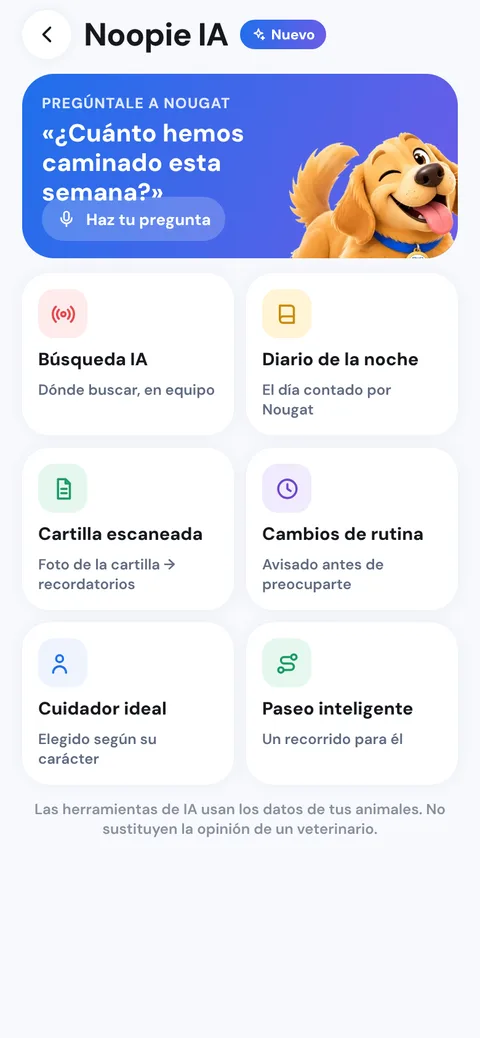 Noopie IA
Nuevo
PREGÚNTALE A NOUGAT
«¿Cuánto hemos
caminado esta
semana?»
Haz tu pregunta
Búsqueda IA
Dónde buscar, en equipo
Diario de la noche
El día contado por
Nougat
Cartilla escaneada
Foto de la cartilla →
recordatorios
Cambios de rutina
Avisado antes de
preocuparte
Cuidador ideal
Elegido según su
carácter
Paseo inteligente
Un recorrido para él
Las herramientas de IA usan los datos de tus animales. No
sustituyen la opinión de un veterinario.